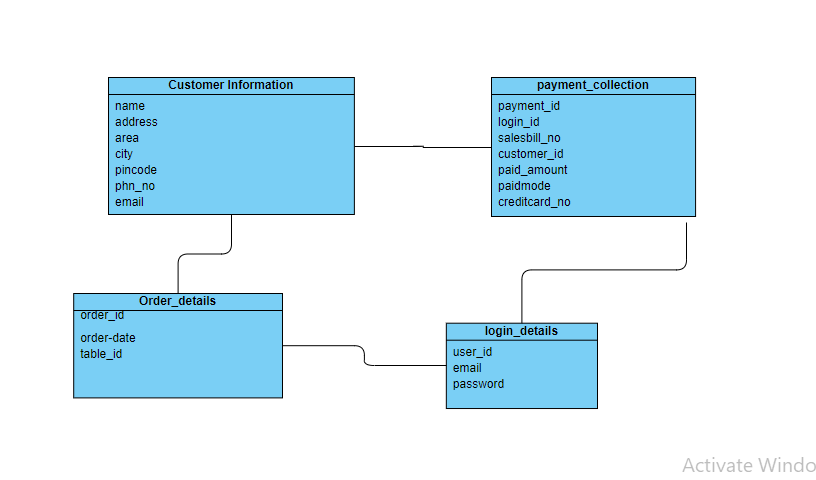 Customer Information
name
address
area
city
pincode
phn_no
email
payment_collection
payment_id
login_id
salesbill_no
customer_id
paid_amount
paidmode
creditcard_no
Order_details
order_id
order-date
table_id
login_details
user_id
email
password
Activate Windo